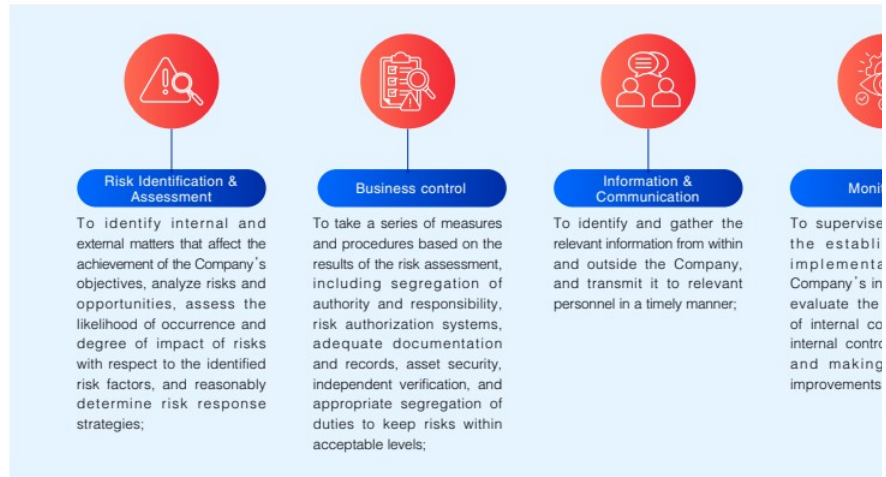 Risk Identification &
Assessment
To identify internal and
external matters that affect the
achievement of the Company's
objectives, analyze risks and
opportunities, assess the
likelihood of occurrence and
degree of impact of risks
with respect to the identified
risk factors, and reasonably
determine risk response
strategies;
Business control
To take a series of measures
and procedures based on the
results of the risk assessment,
including segregation of
authority and responsibility,
risk authorization systems,
adequate documentation
and records, asset security,
independent verification, and
appropriate segregation of
duties to keep risks within
acceptable levels;
Information &
Communication
To identify and gather the
relevant information from within
and outside the Company,
and transmit it to relevant
personnel in a timely manner;
To supervise
the
Company's
evaluate the
of internal
internal
and making
improvements